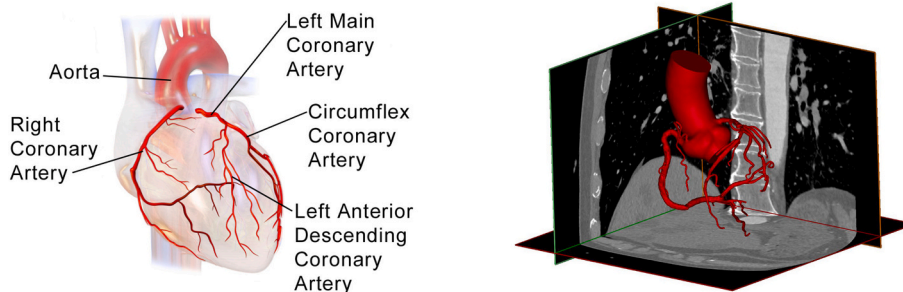 Left Main
Coronary
Artery
Aorta
Circumflex
Coronary
Artery
Right
Coronary
Artery
Left Anterior
Descending
Coronary
Artery